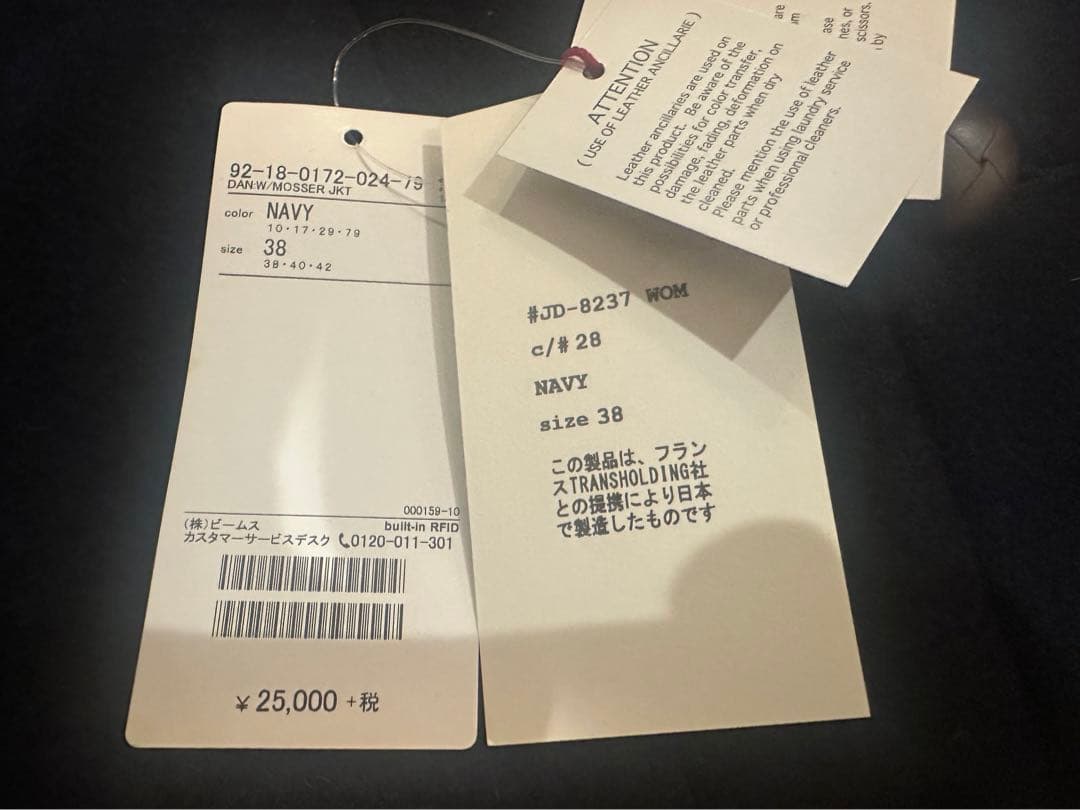 92-18-0172-024-79
DAN:W/MOSSER JKT
color NAVY
10・17・29・79
size 38
38・40・42
000159-10
(株)ビームス built-in RFID
カスタマーサービスデスク 0120-011-301
¥ 25,000 +税
#JD-8237 WOM
c/# 28
NAVY
size 38
この製品は、フラン
スTRANSHOLDING社
との提携により日本
で製造したものです
ATTENTION
( USE OF LEATHER ANCILLARIE )
Leather ancillaries are used on
this product. Be aware of the
possibilities for color transfer,
damage, fading, deformation on
the leather parts when dry
cleaned.
Please mention the use of leather
parts when using laundry service
or professional cleaners.
are
ase
nes, or
scissors.
by